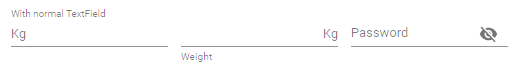 With normal TextField
Kg
Kg
Weight
Password